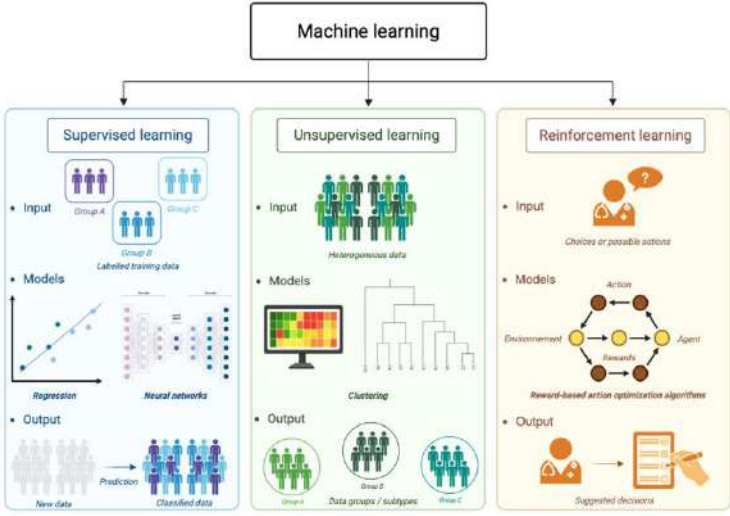 Machine learning
Supervised learning
Input
Group A
Group C
Group B
Labelled training data
Models
Regression
Neural networks
Output
New data
Prediction
Classified data
Unsupervised learning
Input
Heterogeneous data
Models
Clustering
Output
Group A
Group B
Group C
Data groups / subtypes
Reinforcement learning
Input
?
Choices or possible actions
Models
Action
Environnement
Agent
Rewards
Reward-based action optimization algorithms
Output
Suggested decisions